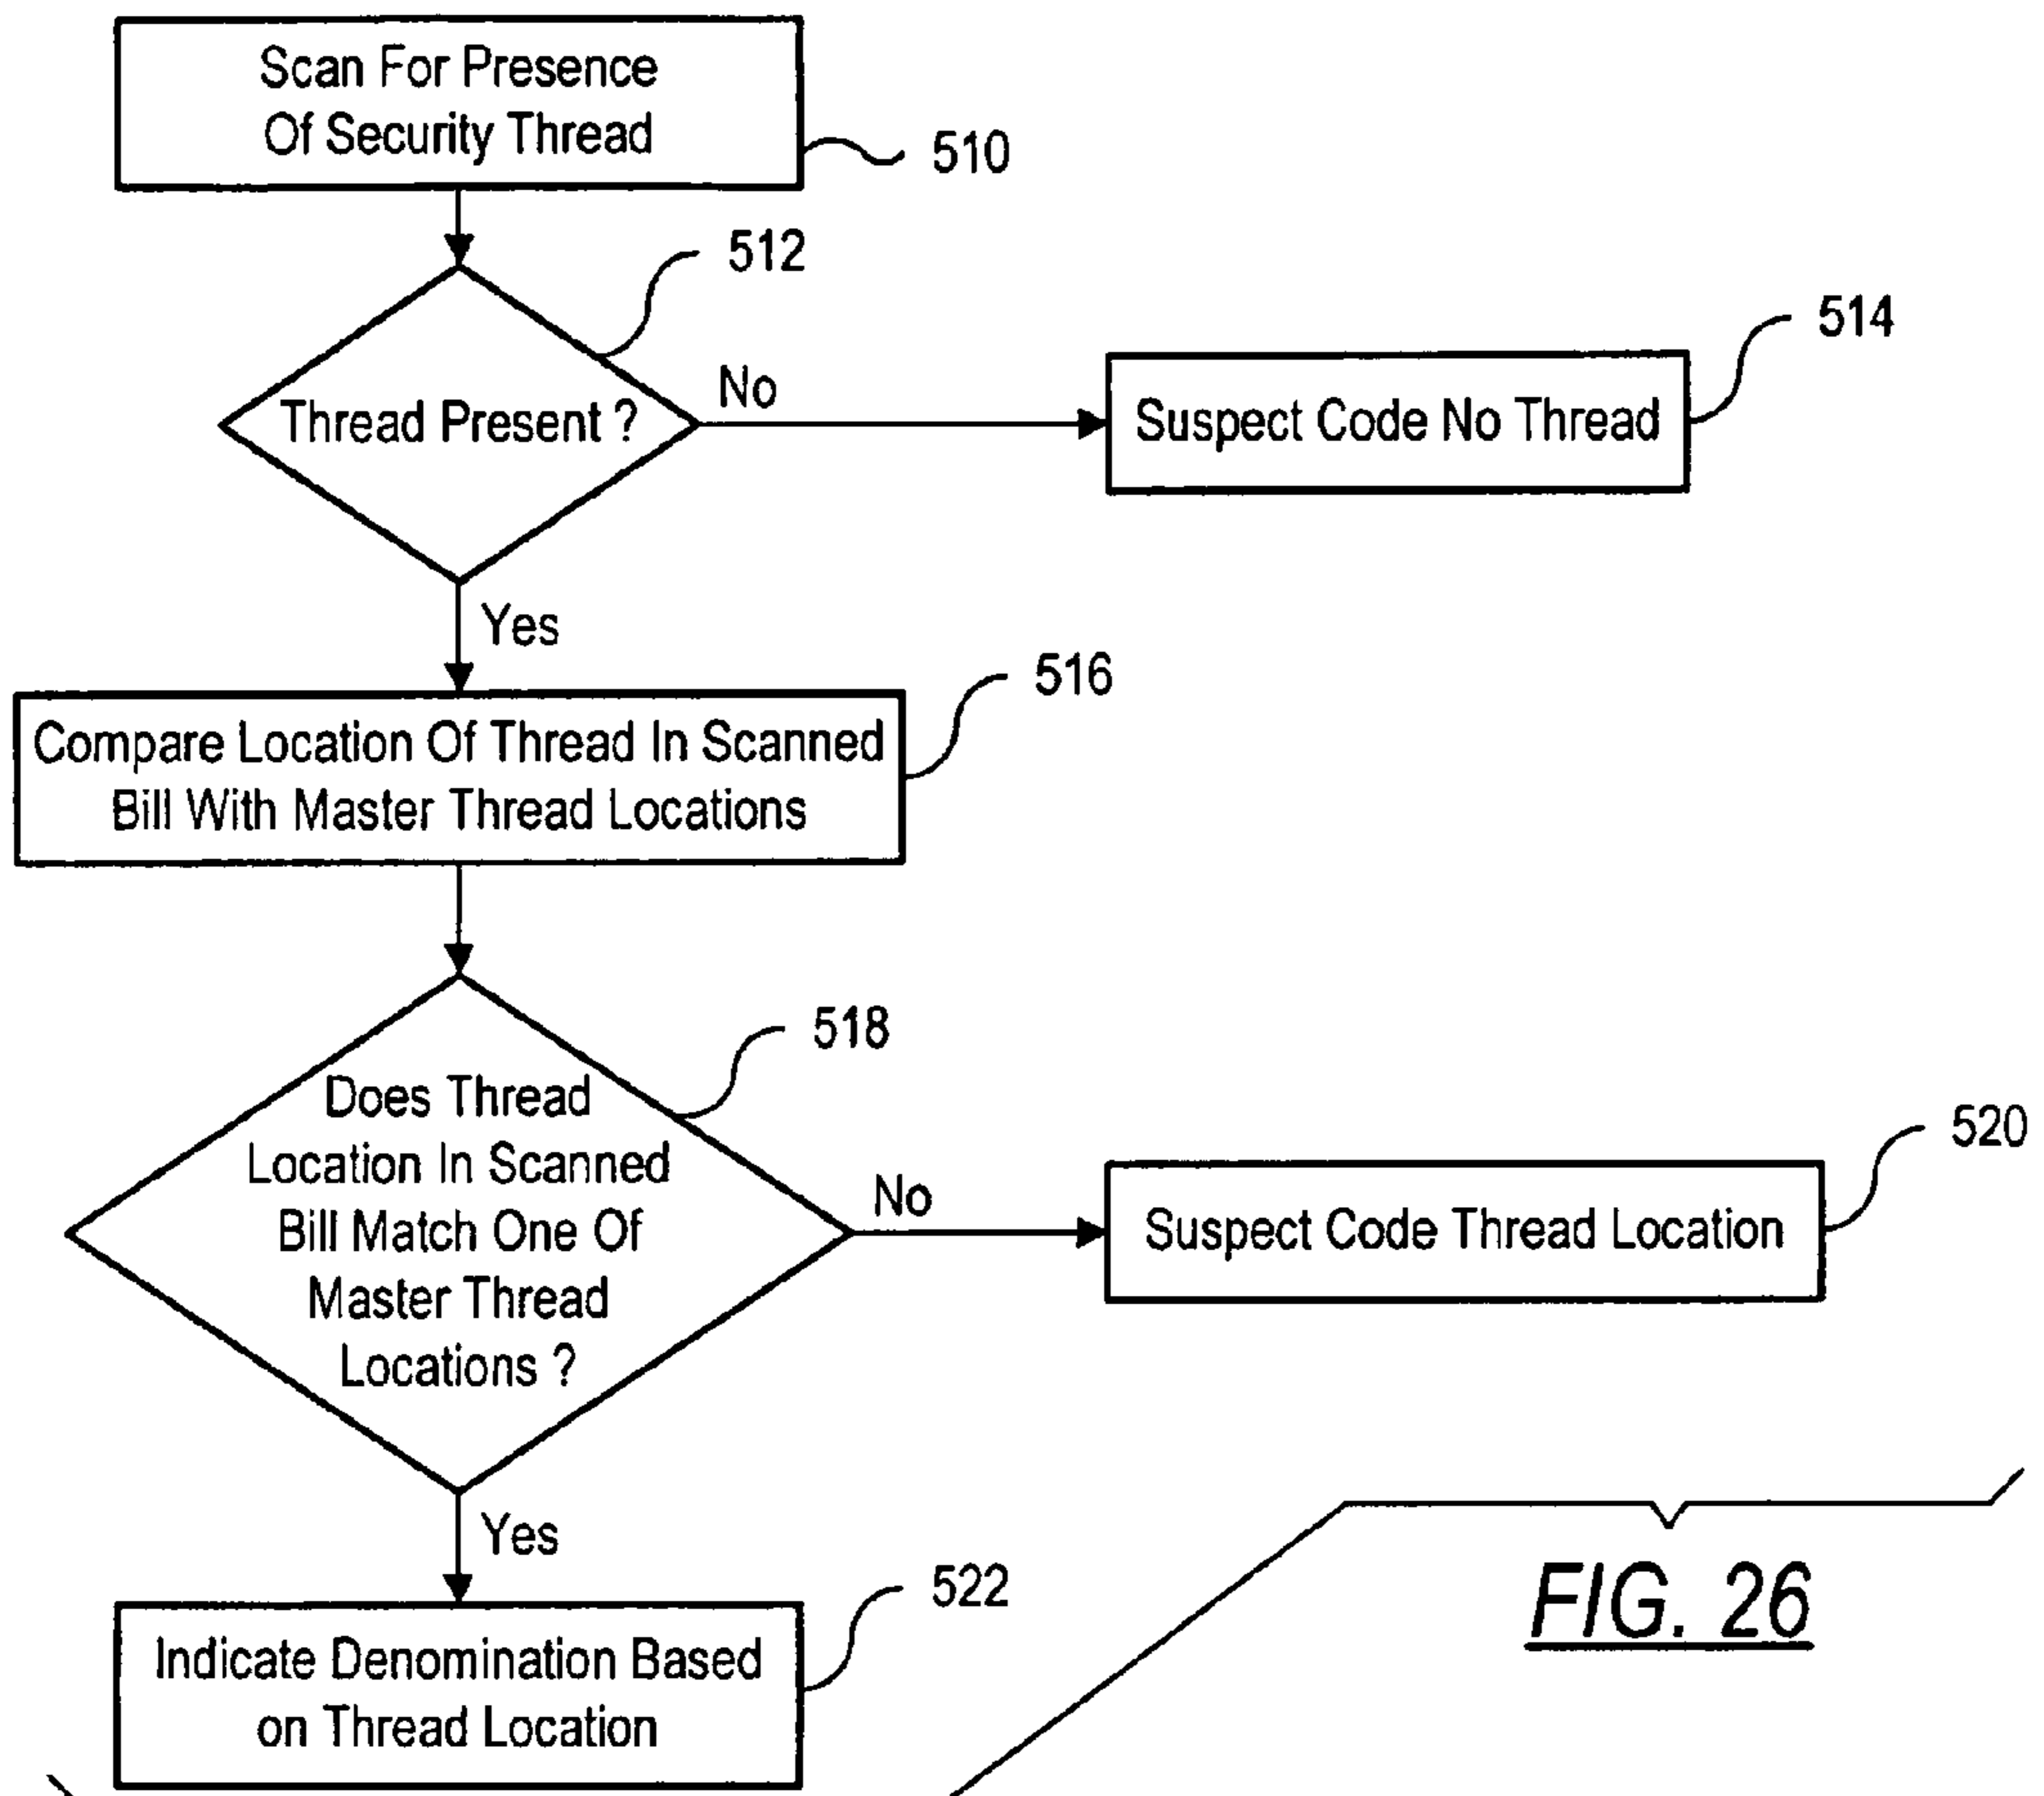 Scan For Presence
Of Security Thread
510
512
Thread Present ?
No
514
Suspect Code No Thread
Yes
516
Compare Location Of Thread In Scanned
Bill With Master Thread Locations
518
Does Thread
Location In Scanned
Bill Match One Of
Master Thread
Locations ?
No
520
Suspect Code Thread Location
Yes
522
Indicate Denomination Based
on Thread Location
FIG. 26